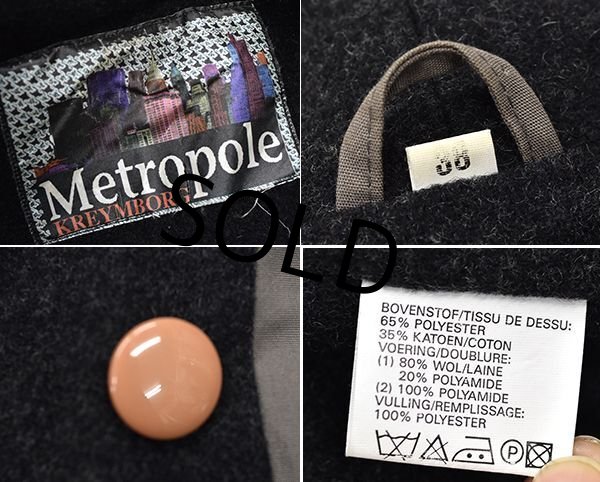 Metropole
KREYMBORG
SOLD
BOVENSTOF/TISSU DE DESSU:
65% POLYESTER
35% KATOEN/COTON
VOERING/DOUBLURE:
(1) 80% WOL/LAINE
20% POLYAMIDE
(2) 100% POLYAMIDE
VULLING/REMPLISSAGE:
100% POLYESTER
P